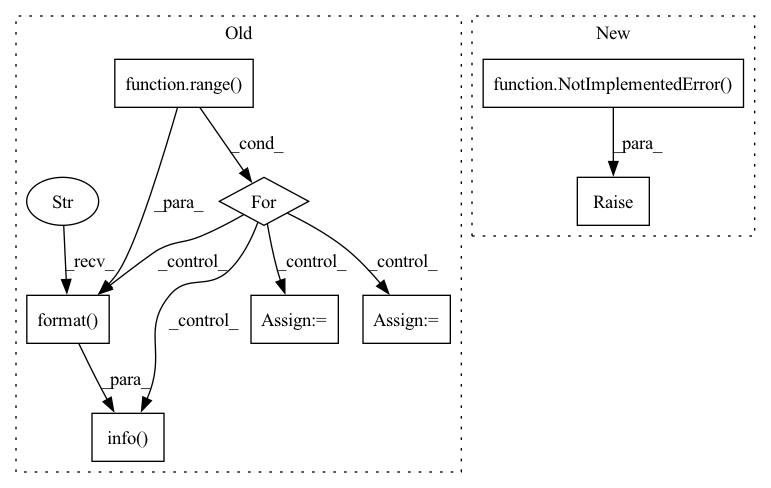 Old
New
function.range()
function.NotImplementedError()
_cond_
_para_
Str
_para_
For
Raise
_recv_
_control_
_control_
_control_
_control_
format()
Assign:=
Assign:=
_para_
info()